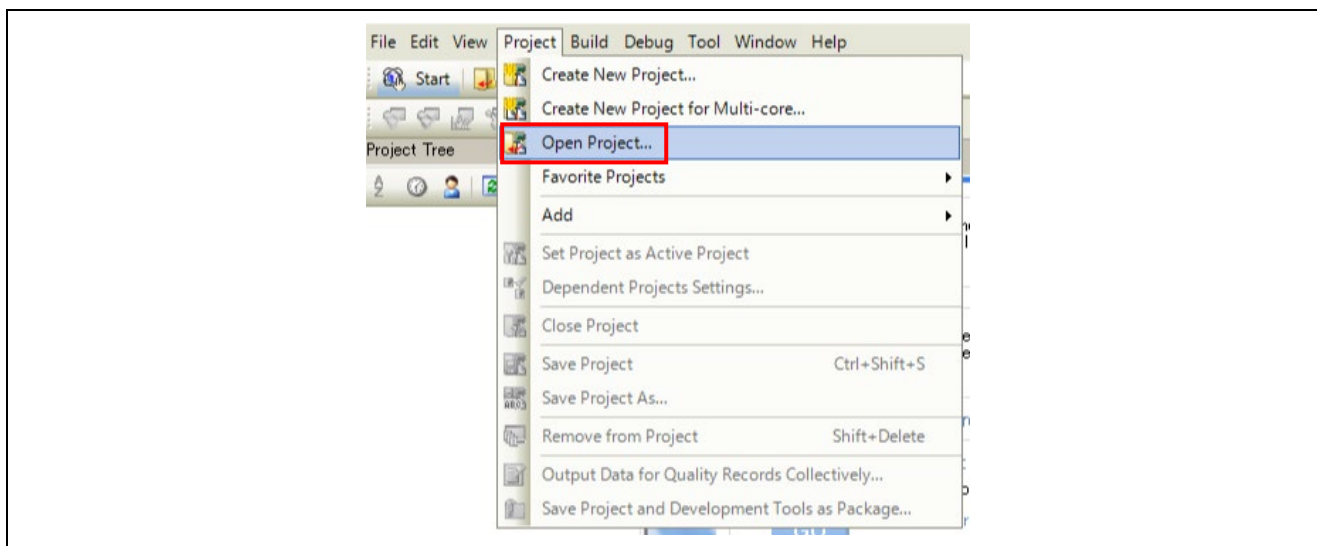 File Edit View Project Build Debug Tool Window Help
Start
Create New Project...
Create New Project for Multi-core...
Open Project...
Project Tree
Favorite Projects
Add
Set Project as Active Project
Dependent Projects Settings...
Close Project
Save Project Ctrl+Shift+S
Save Project As...
Remove from Project Shift+Delete
Output Data for Quality Records Collectively...
Save Project and Development Tools as Package...
GO